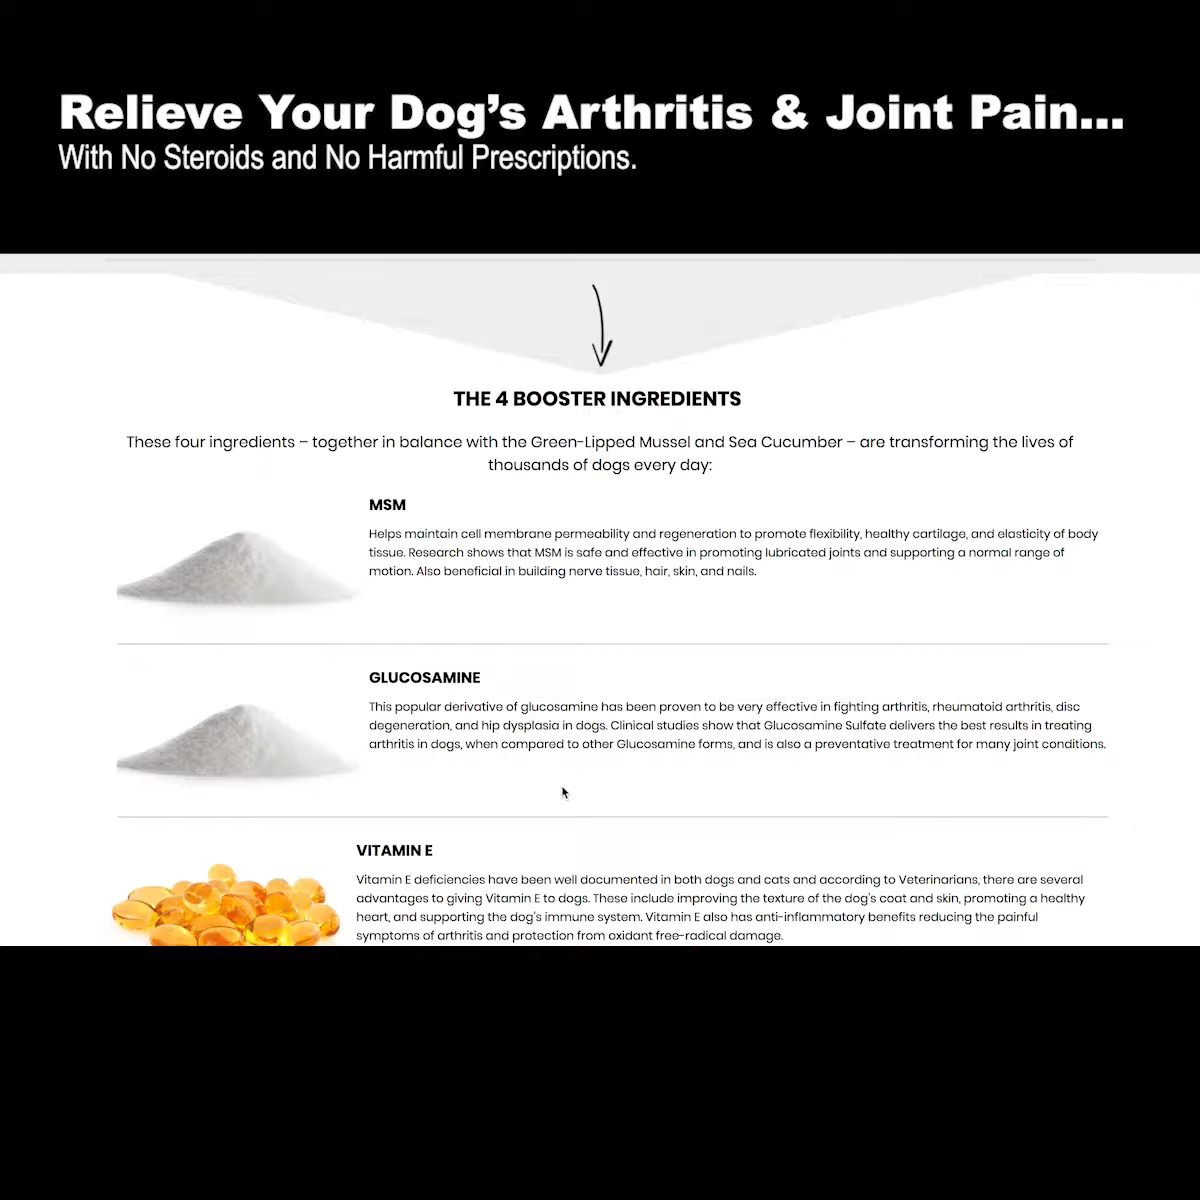 Relieve Your Dog's Arthritis & Joint Pain...
With No Steroids and No Harmful Prescriptions.
THE 4 BOOSTER INGREDIENTS
These four ingredients – together in balance with the Green-Lipped Mussel and Sea Cucumber – are transforming the lives of
thousands of dogs every day:
MSM
Helps maintain cell membrane permeability and regeneration to promote flexibility, healthy cartilage, and elasticity of body
tissue. Research shows that MSM is safe and effective in promoting lubricated joints and supporting a normal range of
motion. Also beneficial in building nerve tissue, hair, skin, and nails.
GLUCOSAMINE
This popular derivative of glucosamine has been proven to be very effective in fighting arthritis, rheumatoid arthritis, disc
degeneration, and hip dysplasia in dogs. Clinical studies show that Glucosamine Sulfate delivers the best results in treating
arthritis in dogs, when compared to other Glucosamine forms, and is also a preventative treatment for many joint conditions.
VITAMIN E
Vitamin E deficiencies have been well documented in both dogs and cats and according to Veterinarians, there are several
advantages to giving Vitamin E to dogs. These include improving the texture of the dog's coat and skin, promoting a healthy
heart, and supporting the dog's immune system. Vitamin E also has anti-inflammatory benefits reducing the painful
symptoms of arthritis and protection from oxidant free-radical damage.